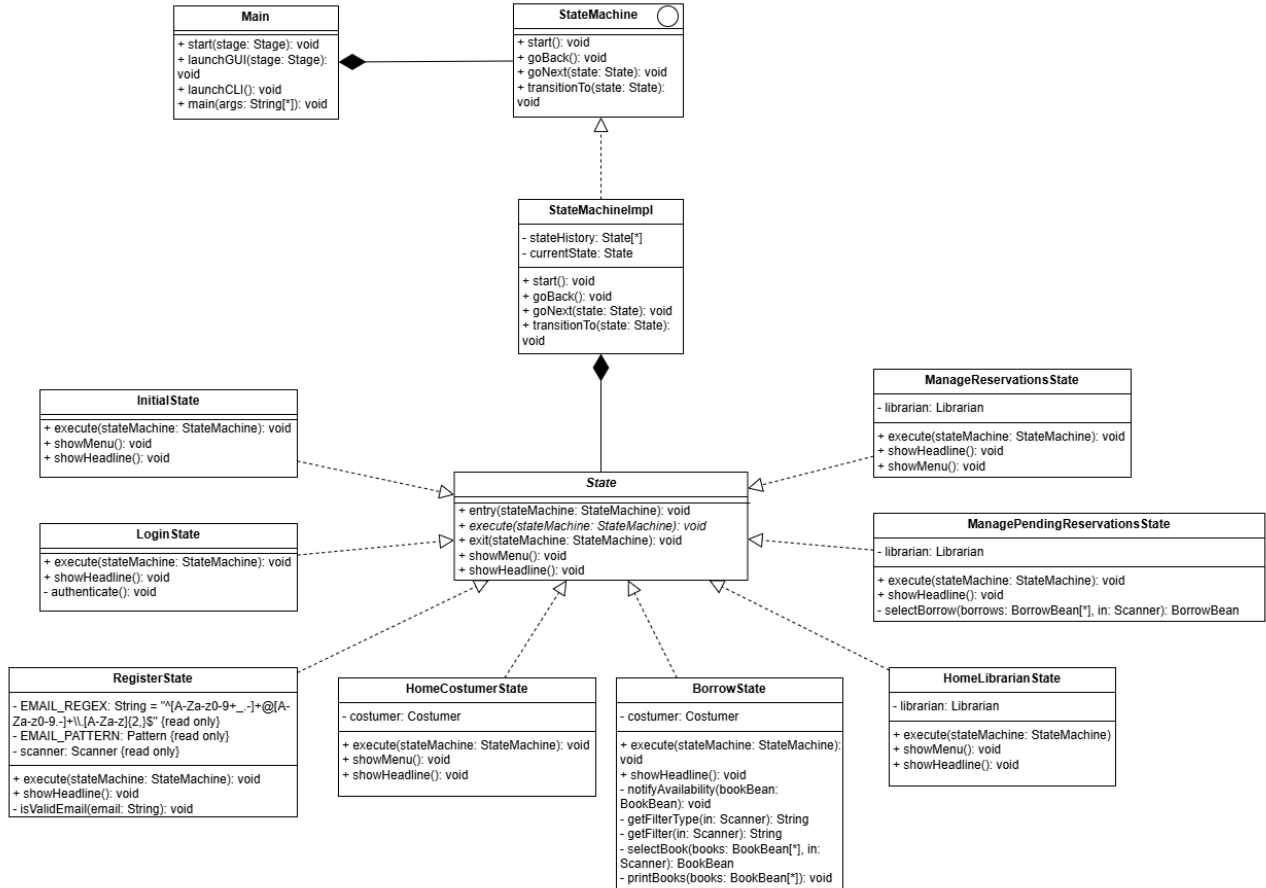 Main
+ start(stage: Stage): void
+ launchGUI(stage: Stage):
void
+ launchCLI(): void
+ main(args: String[*]): void
StateMachine
+ start(): void
+ goBack(): void
+ goNext(state: State): void
+ transitionTo(state: State):
void
StateMachineImpl
- stateHistory: State[*]
- currentState: State
+ start(): void
+ goBack(): void
+ goNext(state: State): void
+ transitionTo(state: State):
void
InitialState
+ execute(stateMachine: StateMachine): void
+ showMenu(): void
+ showHeadline(): void
ManageReservationsState
- librarian: Librarian
+ execute(stateMachine: StateMachine): void
+ showHeadline(): void
+ showMenu(): void
State
+ entry(stateMachine: StateMachine): void
+ execute(stateMachine: StateMachine): void
+ exit(stateMachine: StateMachine): void
+ showMenu(): void
+ showHeadline(): void
LoginState
+ execute(stateMachine: StateMachine): void
+ showHeadline(): void
- authenticate(): void
ManagePendingReservationsState
- librarian: Librarian
+ execute(stateMachine: StateMachine): void
+ showHeadline(): void
- selectBorrow(borrows: BorrowBean[*], in: Scanner): BorrowBean
RegisterState
- EMAIL_REGEX: String = "^[A-Za-z0-9+_.-]+@[A-
Za-z0-9.-]+\\.[A-Za-z]{2,}$" {read only}
- EMAIL_PATTERN: Pattern {read only}
- scanner: Scanner {read only}
+ execute(stateMachine: StateMachine): void
+ showHeadline(): void
- isValidEmail(email: String): void
HomeCostumerState
- costumer: Costumer
+ execute(stateMachine: StateMachine): void
+ showMenu(): void
+ showHeadline(): void
BorrowState
- costumer: Costumer
+ execute(stateMachine: StateMachine):
void
+ showHeadline(): void
- notifyAvailability(bookBean:
BookBean): void
- getFilterType(in: Scanner): String
- getFilter(in: Scanner): String
- selectBook(books: BookBean[*], in:
Scanner): BookBean
- printBooks(books: BookBean[*]): void
HomeLibrarianState
- librarian: Librarian
+ execute(stateMachine: StateMachine)
+ showMenu(): void
+ showHeadline(): void